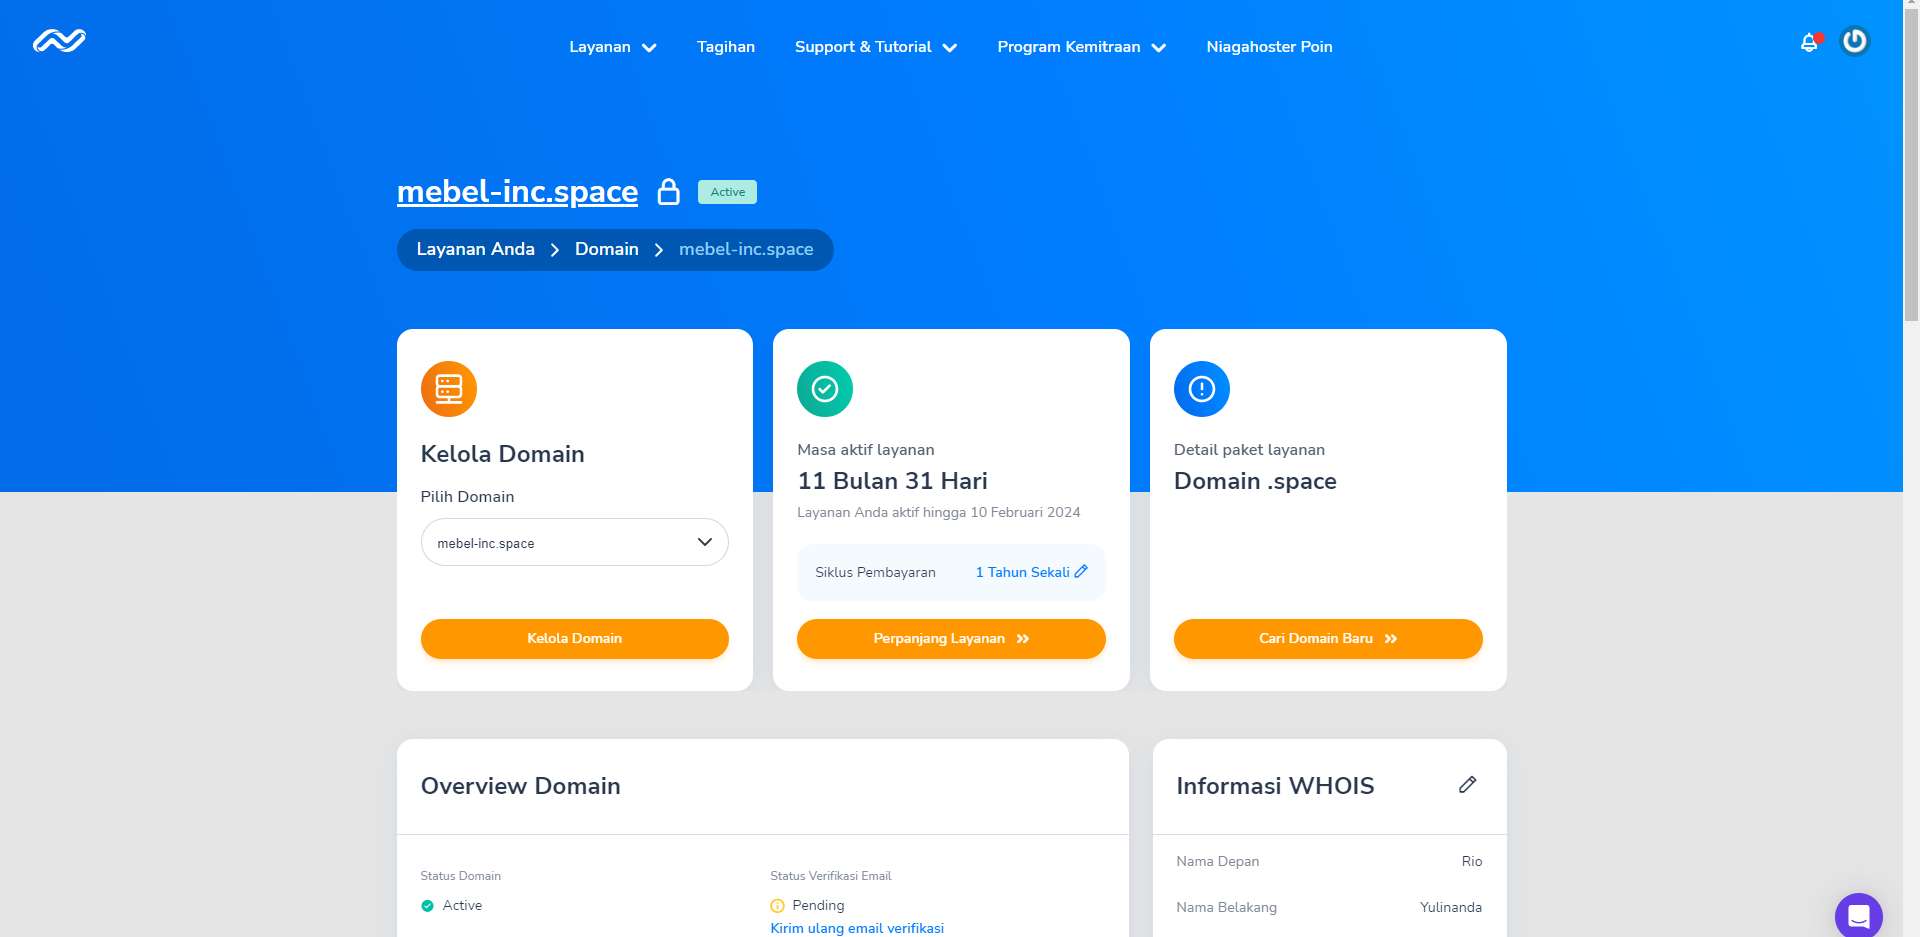 Layanan
Tagihan
Support & Tutorial
Program Kemitraan
Niagahoster Poin
mebel-inc.space
Active
Layanan Anda
Domain
mebel-inc.space
Kelola Domain
Pilih Domain
mebel-inc.space
Kelola Domain
Masa aktif layanan
11 Bulan 31 Hari
Layanan Anda aktif hingga 10 Februari 2024
Siklus Pembayaran
1 Tahun Sekali
Perpanjang Layanan
Detail paket layanan
Domain .space
Cari Domain Baru
Overview Domain
Status Domain
Active
Status Verifikasi Email
Pending
Kirim ulang email verifikasi
Informasi WHOIS
Nama Depan
Rio
Nama Belakang
Yulinanda